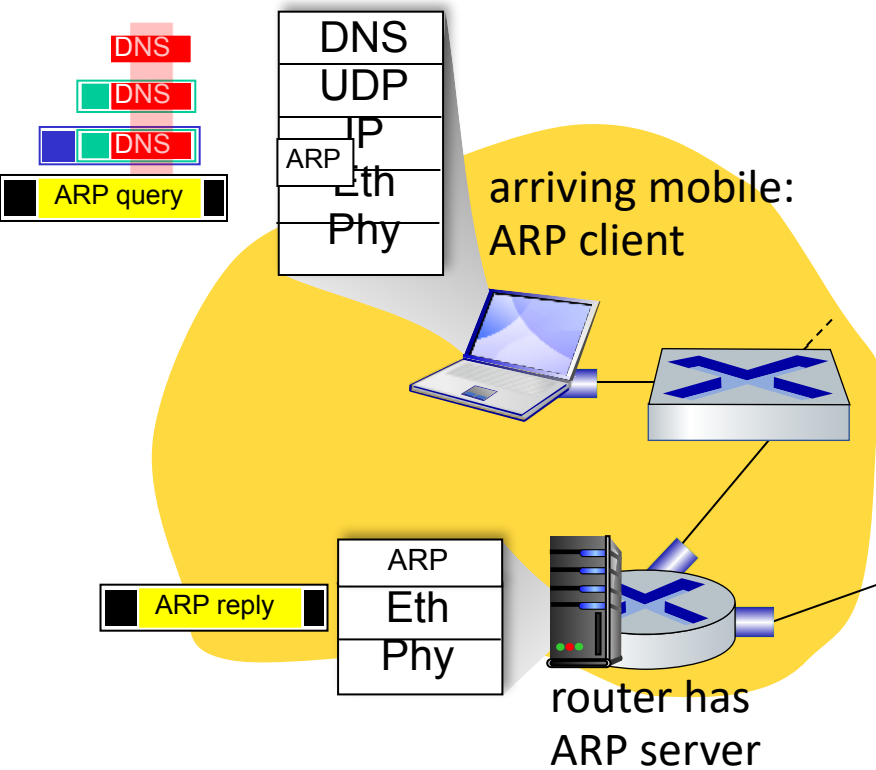 DNS
DNS
DNS
ARP query
DNS
UDP
IP
ARP
Eth
Phy
arriving mobile:
ARP client
ARP
Eth
Phy
ARP reply
router has
ARP server